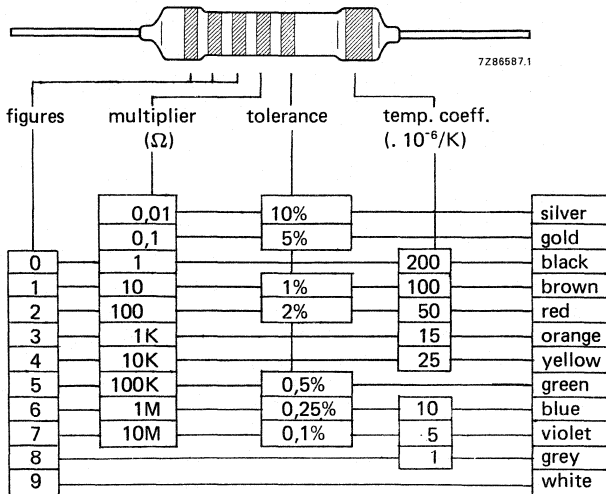 7Z86587.1
figures multiplier tolerance temp. coeff.
(Ω) (. 10⁻⁶/K)
0,01 10% silver
0,1 5% gold
0 1 200 black
1 10 1% 100 brown
2 100 2% 50 red
3 1K 15 orange
4 10K 25 yellow
5 100K 0,5% green
6 1M 0,25% 10 blue
7 10M 0,1% 5 violet
8 1 grey
9 white